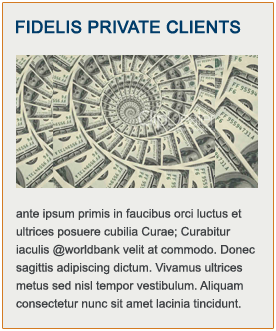 FIDELIS PRIVATE CLIENTS
ante ipsum primis in faucibus orci luctus et
ultrices posuere cubilia Curae; Curabitur
iaculis @worldbank velit at commodo. Donec
sagittis adipiscing dictum. Vivamus ultrices
metus sed nisl tempor vestibulum. Aliquam
consectetur nunc sit amet lacinia tincidunt.